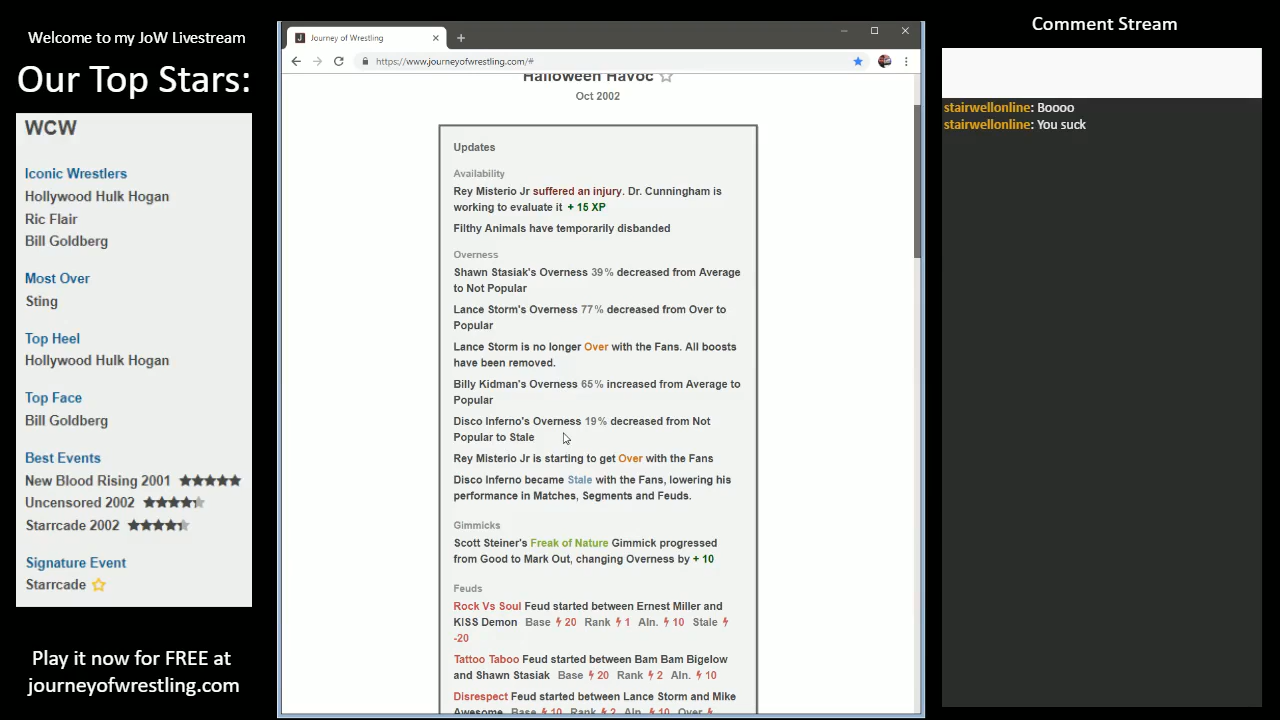 Welcome to my JoW Livestream
Our Top Stars:
WCW
Iconic Wrestlers
Hollywood Hulk Hogan
Ric Flair
Bill Goldberg
Most Over
Sting
Top Heel
Hollywood Hulk Hogan
Top Face
Bill Goldberg
Best Events
New Blood Rising 2001 ★★★★★
Uncensored 2002
Starrcade 2002
Signature Event
Starrcade
Play it now for FREE at
journeyofwrestling.com
Journey of Wrestling
https://www.journeyofwrestling.com/#
Halloween Havoc
Oct 2002
Updates
Availability
Rey Misterio Jr suffered an injury. Dr. Cunningham is
working to evaluate it + 15 XP
Filthy Animals have temporarily disbanded
Overness
Shawn Stasiak's Overness 39% decreased from Average
to Not Popular
Lance Storm's Overness 77% decreased from Over to
Popular
Lance Storm is no longer Over with the Fans. All boosts
have been removed.
Billy Kidman's Overness 65% increased from Average to
Popular
Disco Inferno's Overness 19% decreased from Not
Popular to Stale
Rey Misterio Jr is starting to get Over with the Fans
Disco Inferno became Stale with the Fans, lowering his
performance in Matches, Segments and Feuds.
Gimmicks
Scott Steiner's Freak of Nature Gimmick progressed
from Good to Mark Out, changing Overness by + 10
Feuds
Rock Vs Soul Feud started between Ernest Miller and
KISS Demon Base 20 Rank 1 Aln. 10 Stale
-20
Tattoo Taboo Feud started between Bam Bam Bigelow
and Shawn Stasiak Base 20 Rank 2 Aln. 10
Disrespect Feud started between Lance Storm and Mike
Awesome Base 10 Rank 2 Aln. 10 Over
Comment Stream
stairwellonline: Boooo
stairwellonline: You suck